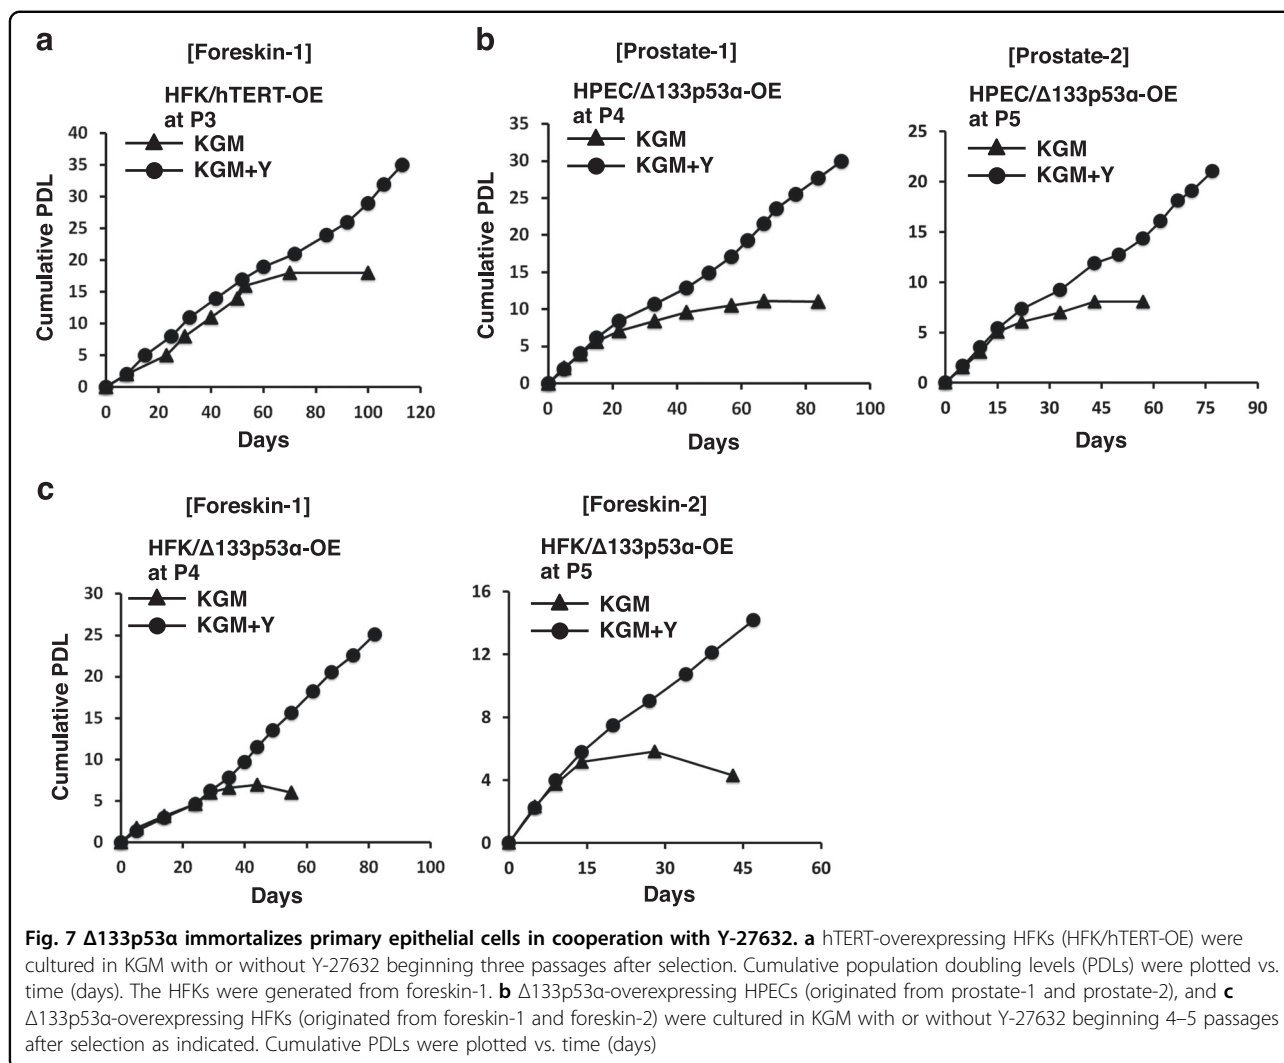 a
[Foreskin-1]
HFK/hTERT-OE
at P3
KGM
KGM+Y
40
35
30
25
20
15
10
5
0
Cumulative PDL
0 20 40 60 80 100 120
Days
b
[Prostate-1]
HPEC/Δ133p53α-OE
at P4
KGM
KGM+Y
35
30
25
20
15
10
5
0
0 20 40 60 80 100
Days
[Prostate-2]
HPEC/Δ133p53α-OE
at P5
KGM
KGM+Y
25
20
15
10
5
0
0 15 30 45 60 75 90
Days
c
[Foreskin-1]
HFK/Δ133p53α-OE
at P4
KGM
KGM+Y
30
25
20
15
10
5
0
Cumulative PDL
0 20 40 60 80 100
Days
[Foreskin-2]
HFK/Δ133p53α-OE
at P5
KGM
KGM+Y
16
12
8
4
0
0 15 30 45 60
Days
Fig. 7 Δ133p53α immortalizes primary epithelial cells in cooperation with Y-27632. a hTERT-overexpressing HFKs (HFK/hTERT-OE) were
cultured in KGM with or without Y-27632 beginning three passages after selection. Cumulative population doubling levels (PDLs) were plotted vs.
time (days). The HFKs were generated from foreskin-1. b Δ133p53α-overexpressing HPECs (originated from prostate-1 and prostate-2), and c
Δ133p53α-overexpressing HFKs (originated from foreskin-1 and foreskin-2) were cultured in KGM with or without Y-27632 beginning 4–5 passages
after selection as indicated. Cumulative PDLs were plotted vs. time (days)